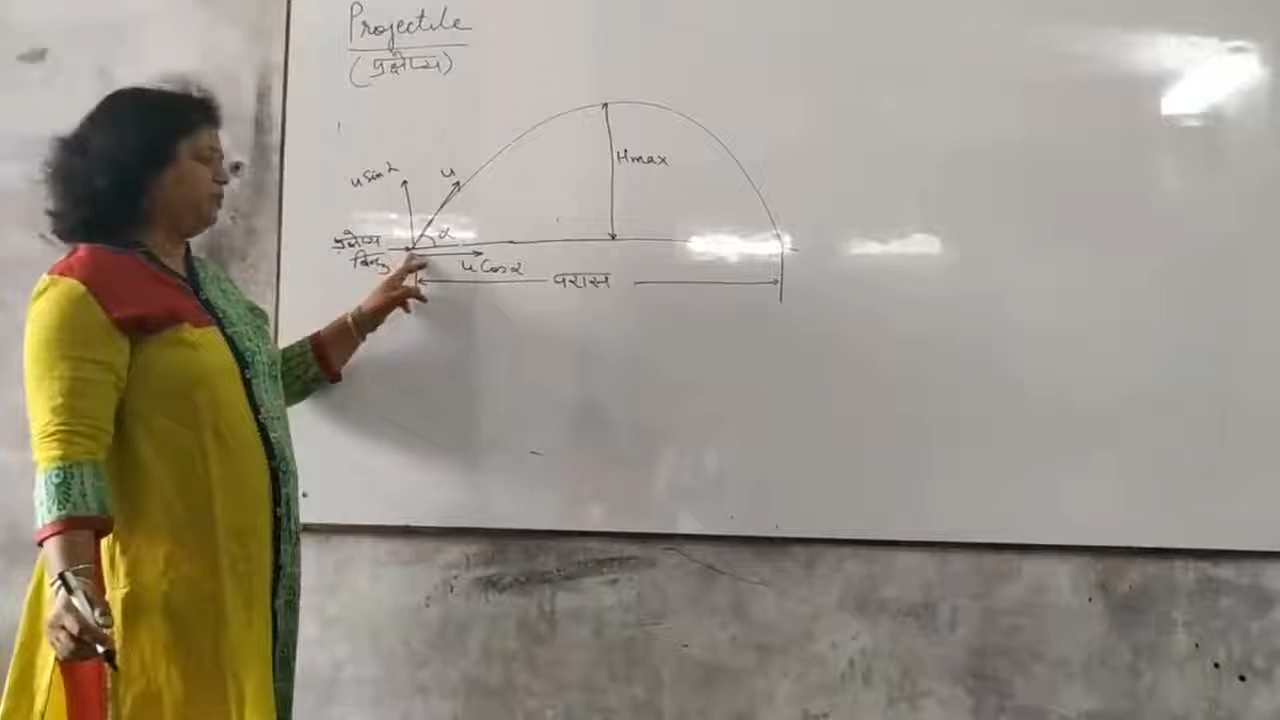 Projectile
(प्रक्षेप्य)
u sin α
u
Hmax
α
प्रक्षेप्य
बिन्दु
u cos α
परास